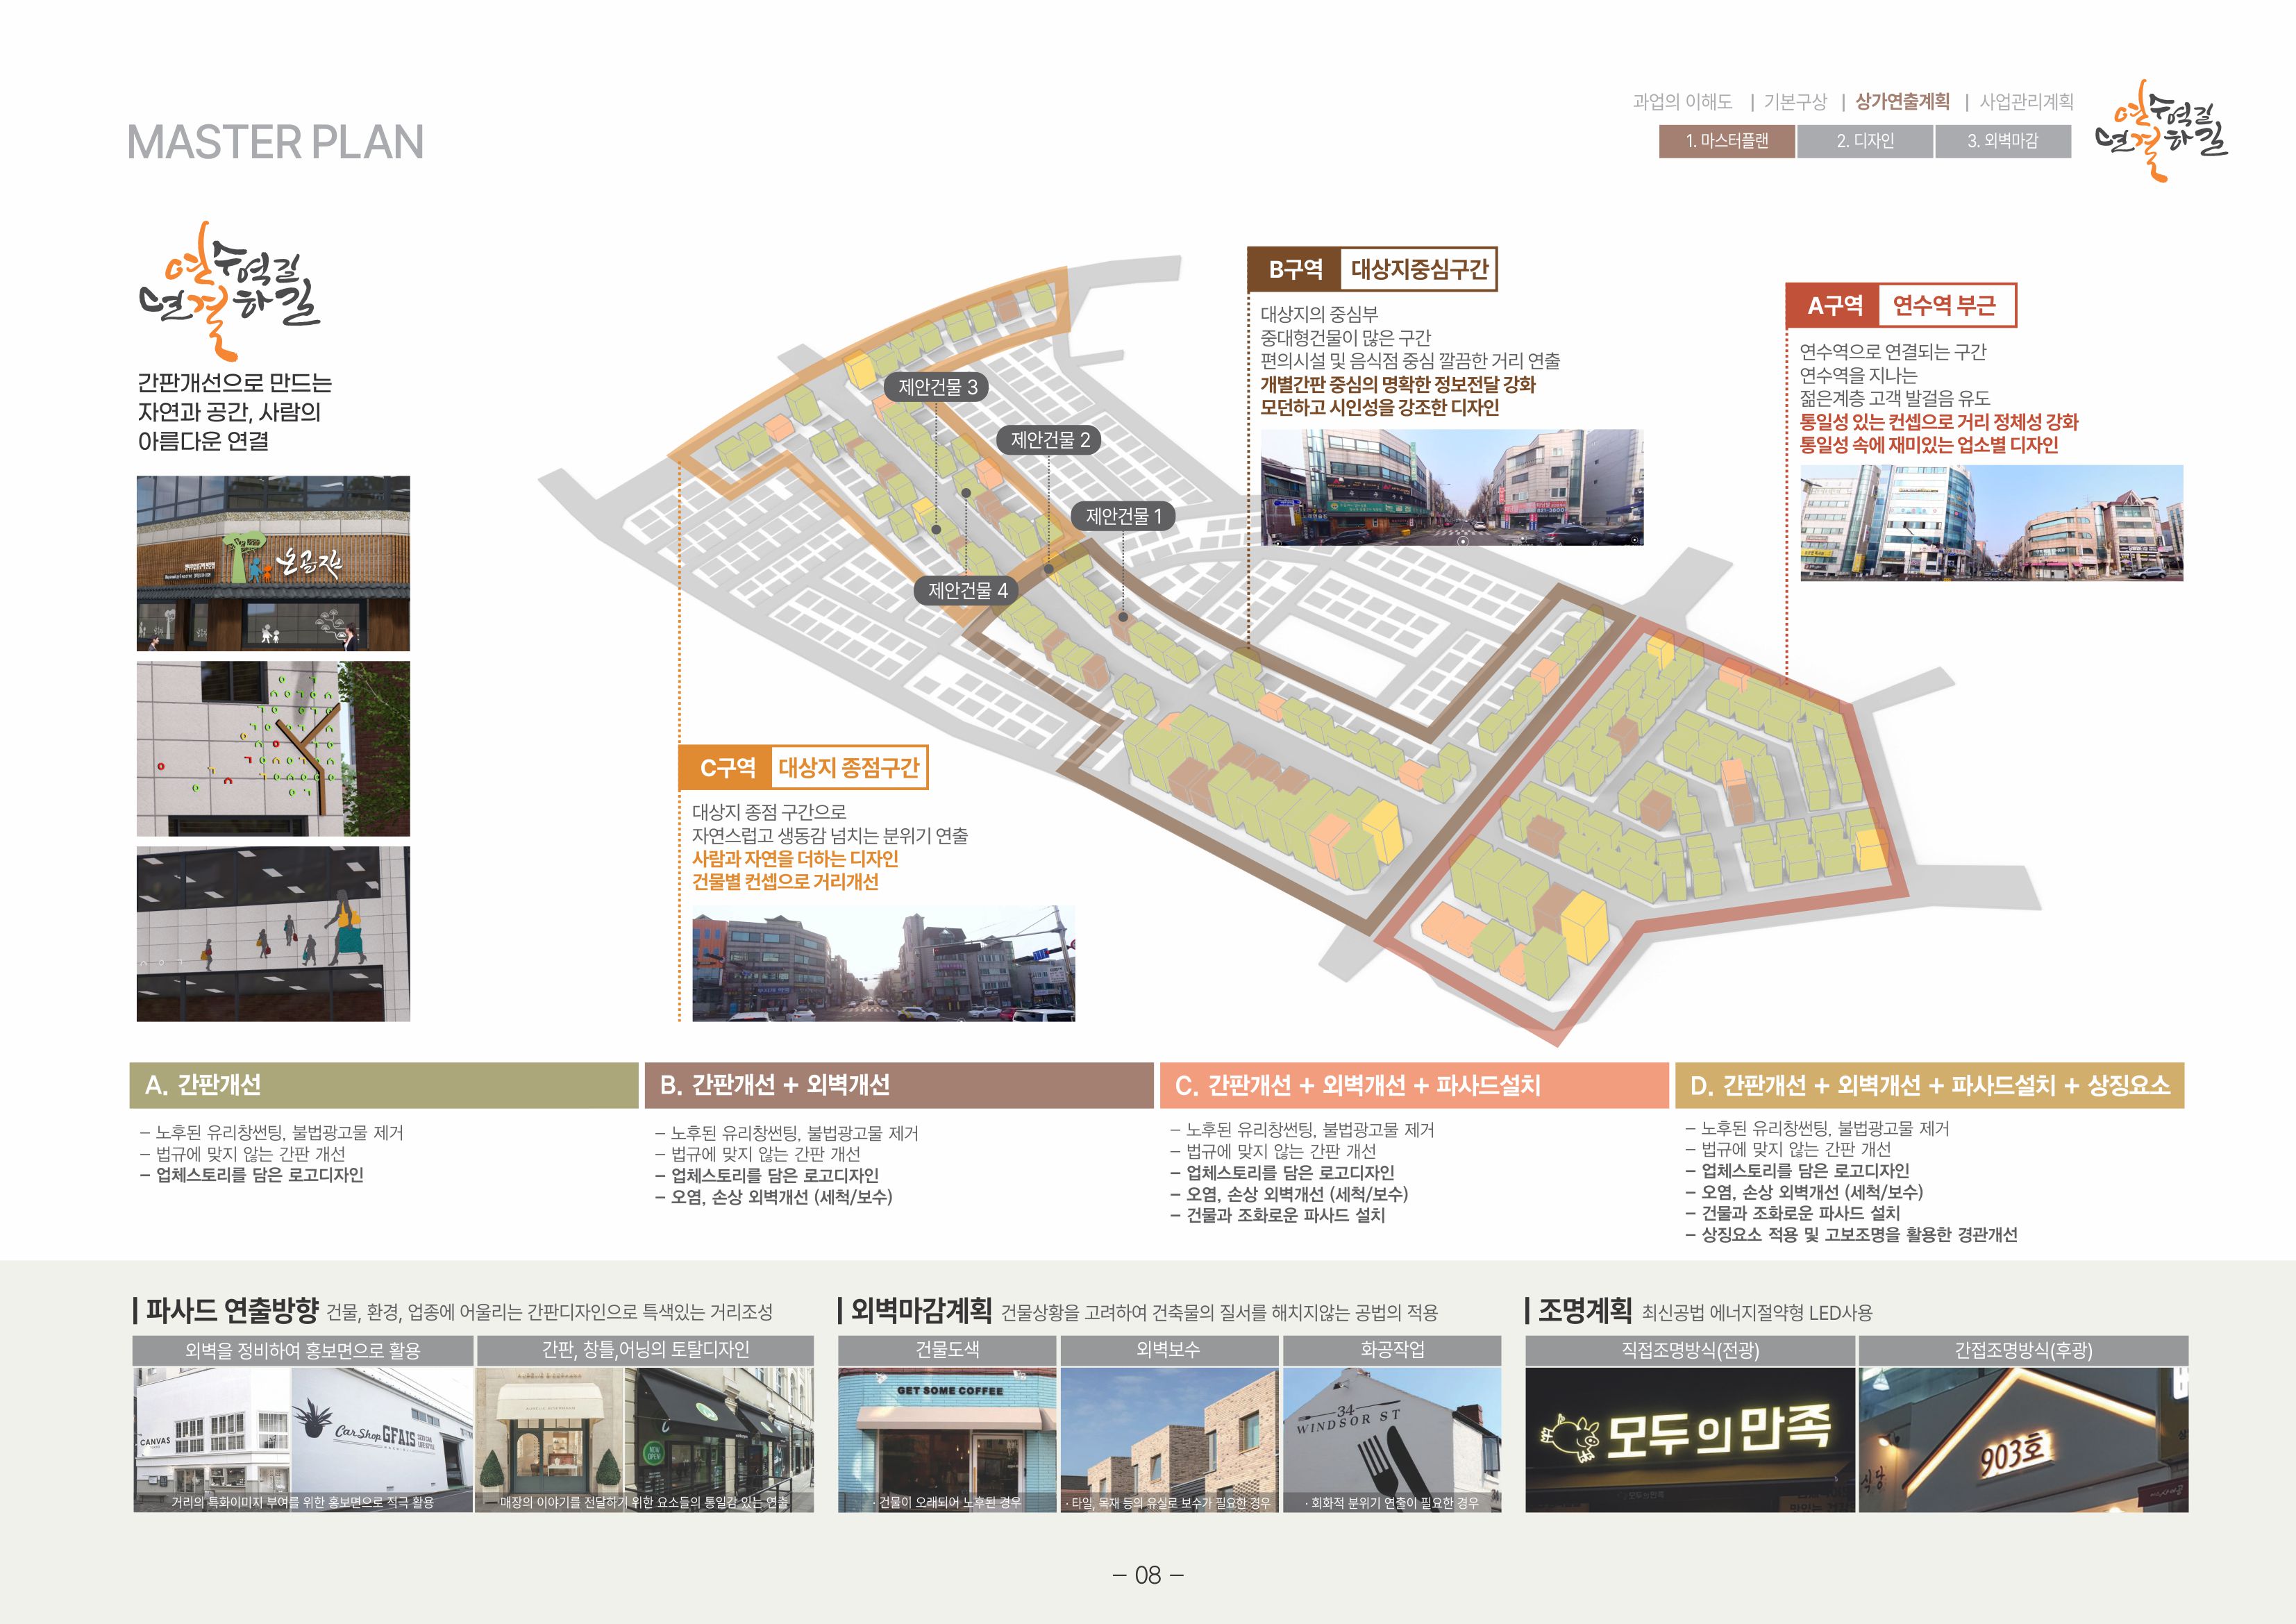 MASTER PLAN
과업의 이해도 | 기본구상 | 상가연출계획 | 사업관리계획
1. 마스터플랜 2. 디자인 3. 외벽마감
연수역길
연결하길
연수역길
연결하길
간판개선으로 만드는
자연과 공간, 사람의
아름다운 연결
온골진
B구역 대상지중심구간
대상지의 중심부
중대형건물이 많은 구간
편의시설 및 음식점 중심 깔끔한 거리 연출
개별간판 중심의 명확한 정보전달 강화
모던하고 시인성을 강조한 디자인
A구역 연수역 부근
연수역으로 연결되는 구간
연수역을 지나는
젊은계층 고객 발걸음 유도
통일성 있는 컨셉으로 거리 정체성 강화
통일성 속에 재미있는 업소별 디자인
제안건물 3
제안건물 2
제안건물 1
제안건물 4
C구역 대상지 종점구간
대상지 종점 구간으로
자연스럽고 생동감 넘치는 분위기 연출
사람과 자연을 더하는 디자인
건물별 컨셉으로 거리개선
A. 간판개선
– 노후된 유리창썬팅, 불법광고물 제거
– 법규에 맞지 않는 간판 개선
– 업체스토리를 담은 로고디자인
B. 간판개선 + 외벽개선
– 노후된 유리창썬팅, 불법광고물 제거
– 법규에 맞지 않는 간판 개선
– 업체스토리를 담은 로고디자인
– 오염, 손상 외벽개선 (세척/보수)
C. 간판개선 + 외벽개선 + 파사드설치
– 노후된 유리창썬팅, 불법광고물 제거
– 법규에 맞지 않는 간판 개선
– 업체스토리를 담은 로고디자인
– 오염, 손상 외벽개선 (세척/보수)
– 건물과 조화로운 파사드 설치
D. 간판개선 + 외벽개선 + 파사드설치 + 상징요소
– 노후된 유리창썬팅, 불법광고물 제거
– 법규에 맞지 않는 간판 개선
– 업체스토리를 담은 로고디자인
– 오염, 손상 외벽개선 (세척/보수)
– 건물과 조화로운 파사드 설치
– 상징요소 적용 및 고보조명을 활용한 경관개선
파사드 연출방향 건물, 환경, 업종에 어울리는 간판디자인으로 특색있는 거리조성
외벽을 정비하여 홍보면으로 활용
간판, 창틀,어닝의 토탈디자인
CANVAS
Car Shop GFAIS
NOW OPEN
거리의 특화이미지 부여를 위한 홍보면으로 적극 활용
매장의 이야기를 전달하기 위한 요소들의 통일감 있는 연출
외벽마감계획 건물상황을 고려하여 건축물의 질서를 해치지않는 공법의 적용
건물도색
외벽보수
화공작업
GET SOME COFFEE
34
WINDSOR ST
· 건물이 오래되어 노후된 경우
· 타일, 목재 등의 유실로 보수가 필요한 경우
· 회화적 분위기 연출이 필요한 경우
34
조명계획 최신공법 에너지절약형 LED사용
직접조명방식(전광)
간접조명방식(후광)
모두의만족
903호
식당
– 08 –